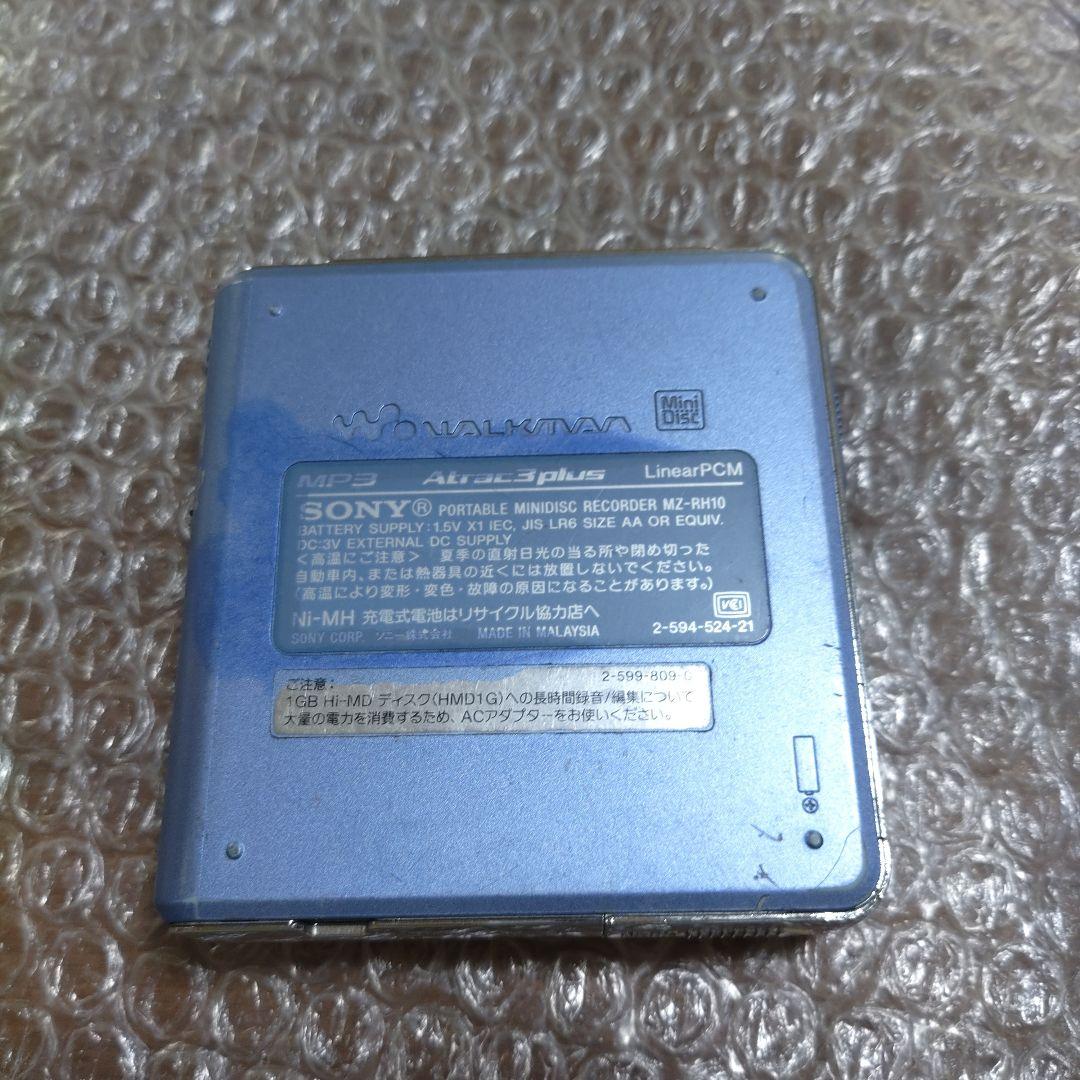 WALKMAN
Mini Disc
MP3 Atrac3plus LinearPCM
SONY® PORTABLE MINIDISC RECORDER MZ-RH10
BATTERY SUPPLY:1.5V X1 IEC, JIS LR6 SIZE AA OR EQUIV.
DC:3V EXTERNAL DC SUPPLY
<高温にご注意> 夏季の直射日光の当る所や閉め切った
自動車内、または熱器具の近くには放置しないでください。
(高温により変形・変色・故障の原因になることがあります。)
Ni-MH 充電式電池はリサイクル協力店へ
VCI
SONY CORP. ソニー株式会社 MADE IN MALAYSIA 2-594-524-21
ご注意: 2-599-809-
1GB Hi-MD ディスク(HMD1G)への長時間録音/編集について
大量の電力を消費するため、ACアダプターをお使いください。